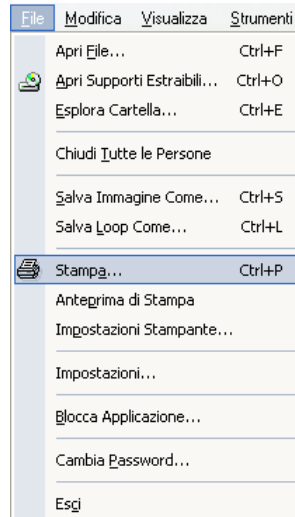 File Modifica Visualizza Strumenti
Apri File... Ctrl+F
Apri Supporti Estraibili... Ctrl+O
Esplora Cartella... Ctrl+E
Chiudi Tutte le Persone
Salva Immagine Come... Ctrl+S
Salva Loop Come... Ctrl+L
Stampa... Ctrl+P
Anteprima di Stampa
Impostazioni Stampante...
Impostazioni...
Blocca Applicazione...
Cambia Password...
Esci